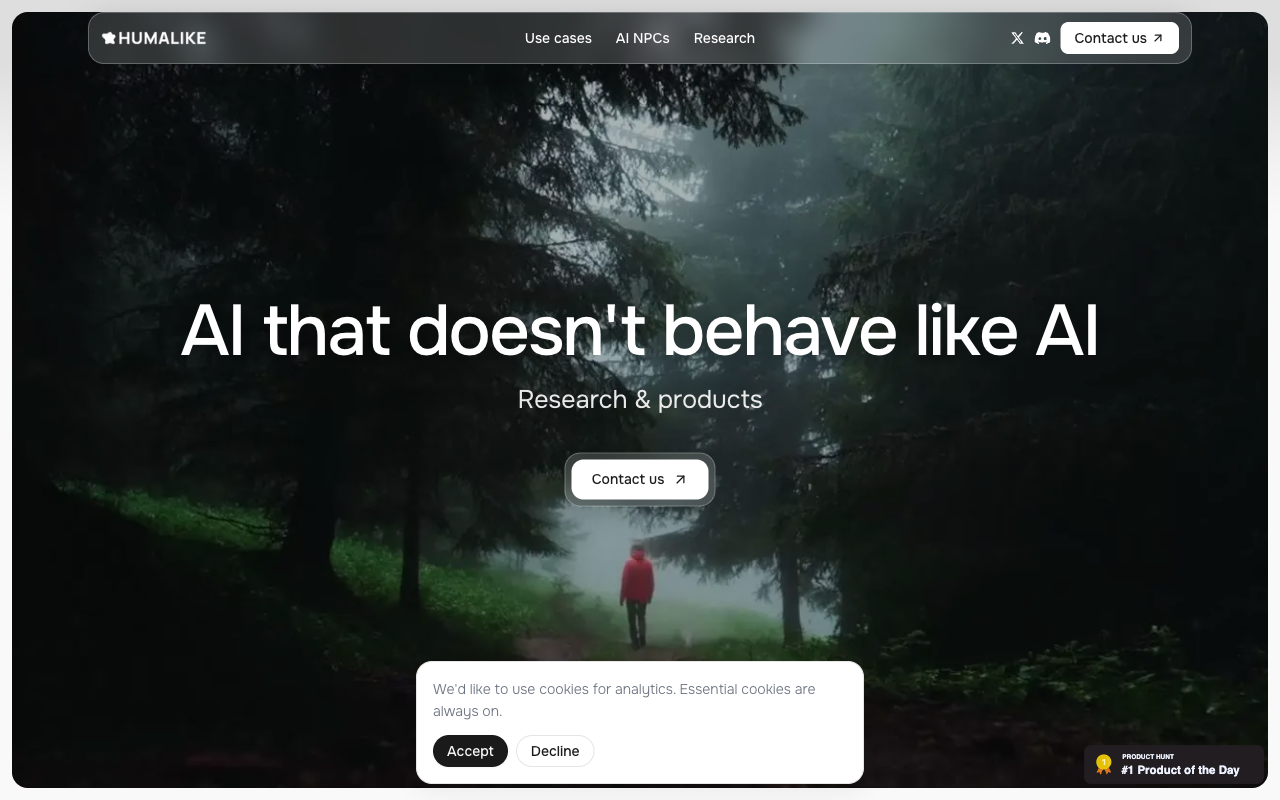 HUMALIKE
Use cases
AI NPCs
Research
Contact us
AI that doesn't behave like AI
Research & products
Contact us
We'd like to use cookies for analytics. Essential cookies are
always on.
Accept
Decline
1
PRODUCT HUNT
#1 Product of the Day